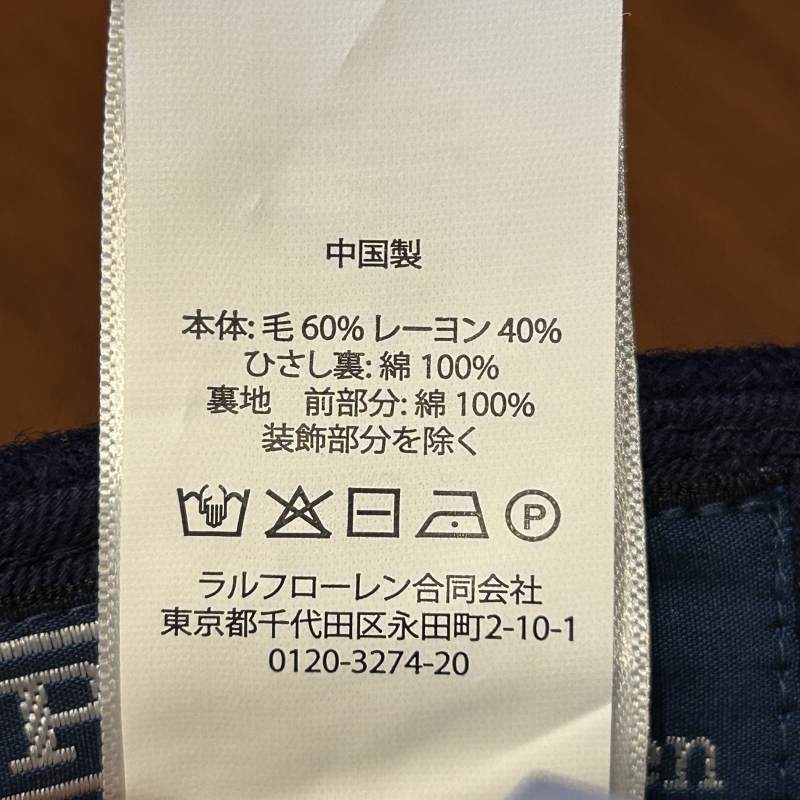 中国製
本体: 毛 60% レーヨン 40%
ひさし裏: 綿 100%
裏地　前部分: 綿 100%
装飾部分を除く
P
ラルフローレン合同会社
東京都千代田区永田町2-10-1
0120-3274-20